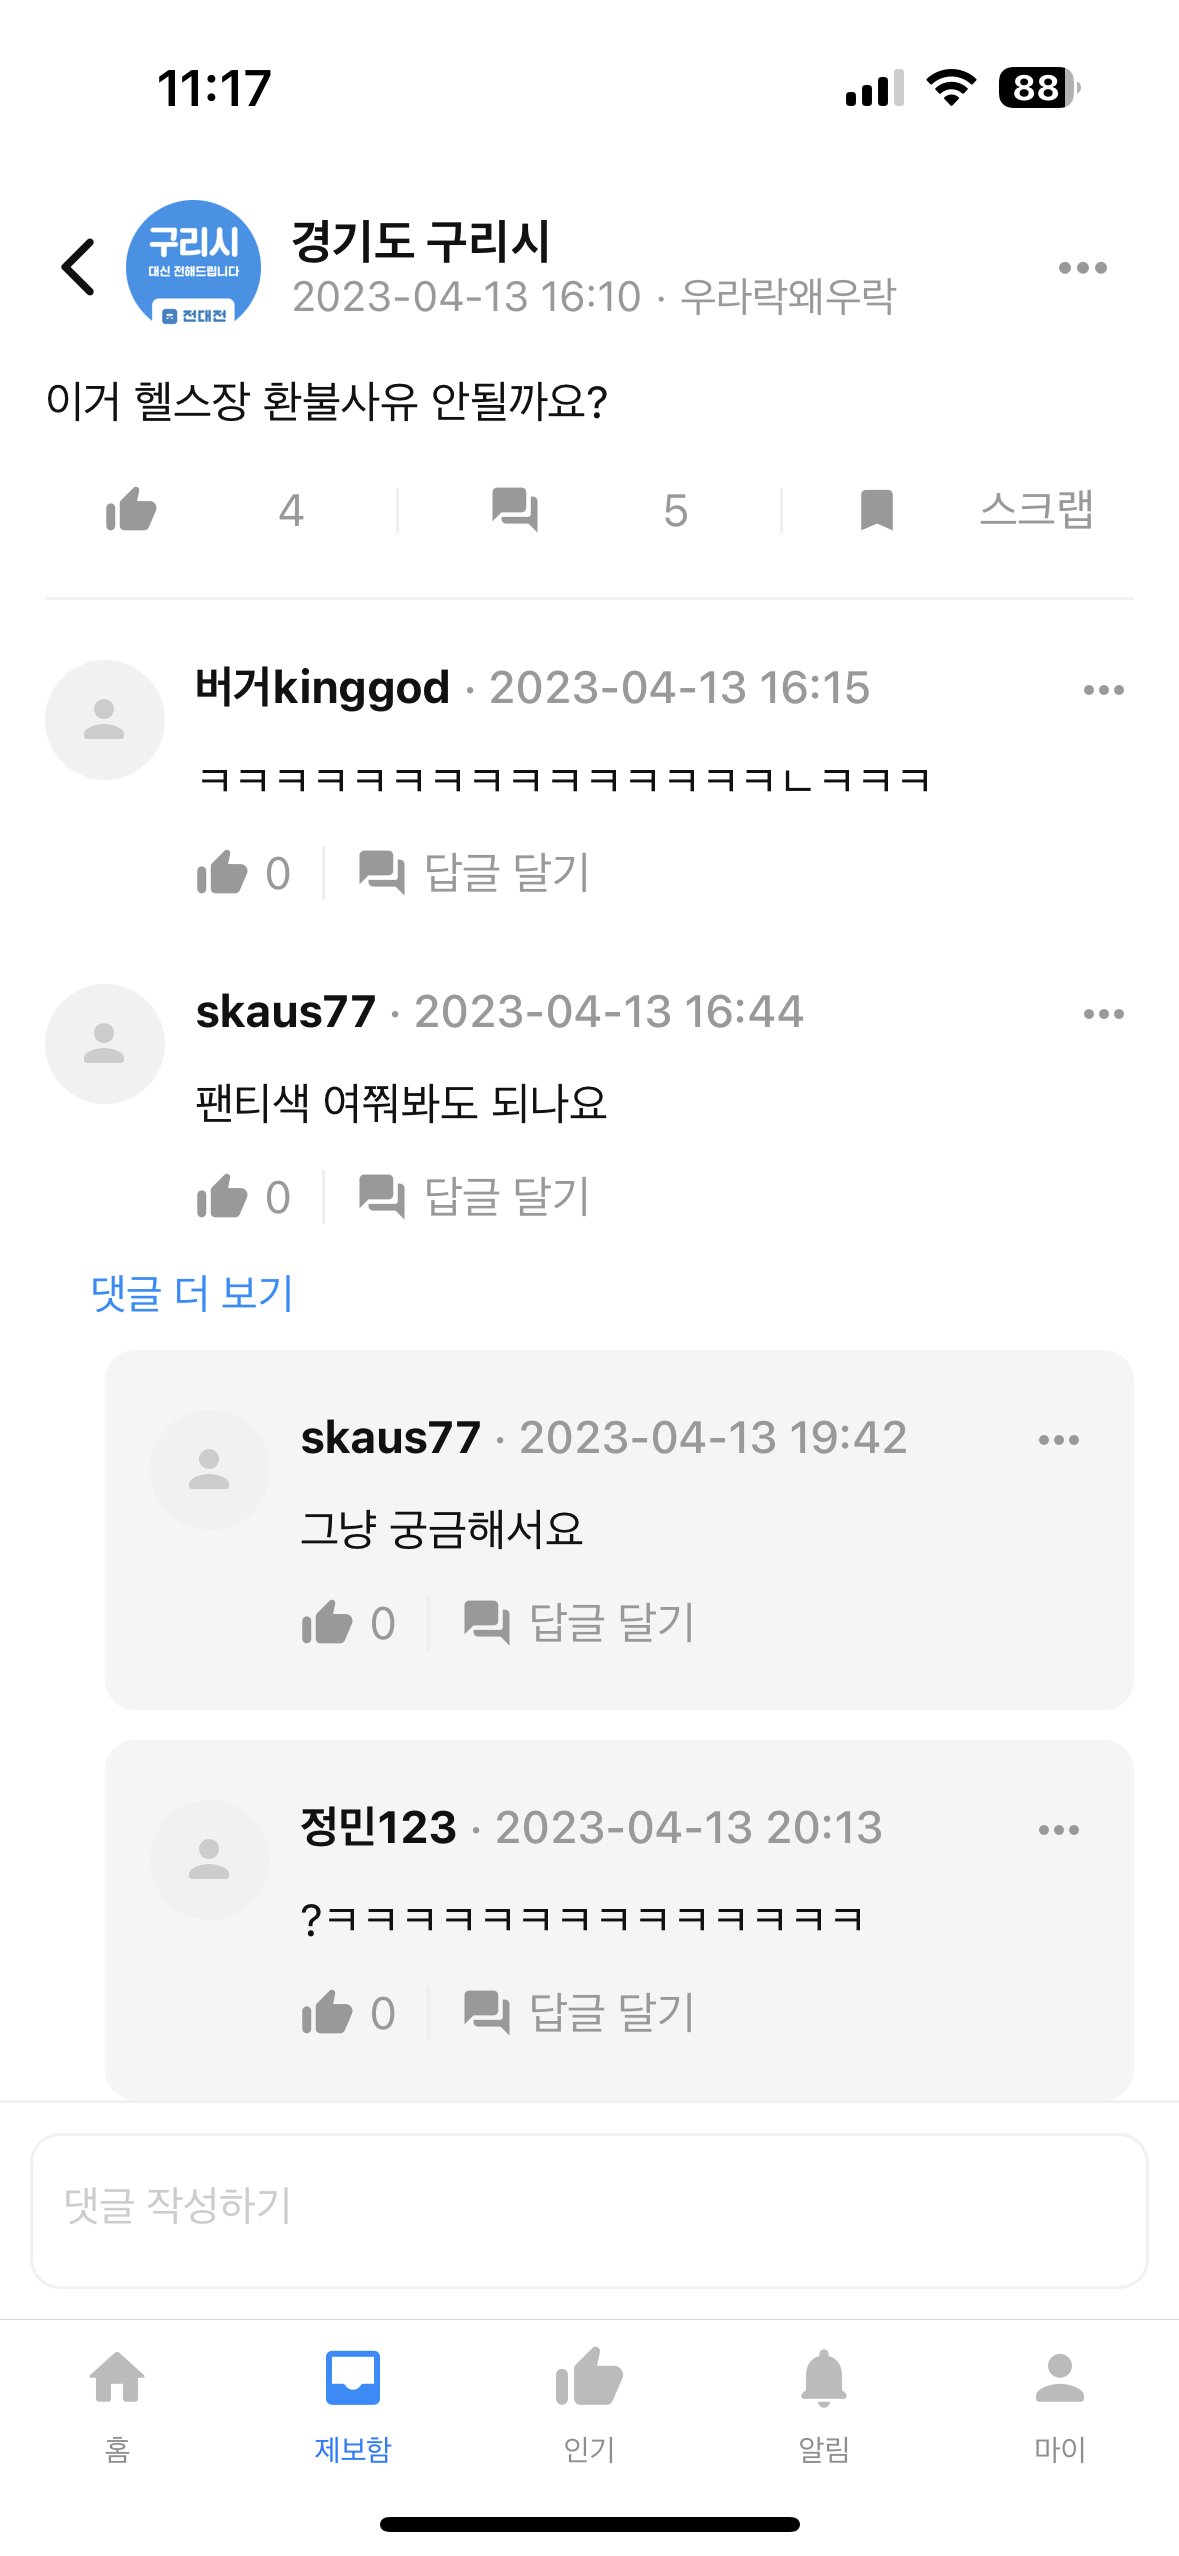 11:17
88
구리시
대신 전해드립니다
전대전
경기도 구리시
2023-04-13 16:10 · 우라락왜우락
이거 헬스장 환불사유 안될까요?
4
5
스크랩
버거kinggod · 2023-04-13 16:15
ㅋㅋㅋㅋㅋㅋㅋㅋㅋㅋㅋㅋㅋㅋㅋㄴㅋㅋㅋ
0
답글 달기
skaus77 · 2023-04-13 16:44
팬티색 여쭤봐도 되나요
0
답글 달기
댓글 더 보기
skaus77 · 2023-04-13 19:42
그냥 궁금해서요
0
답글 달기
정민123 · 2023-04-13 20:13
?ㅋㅋㅋㅋㅋㅋㅋㅋㅋㅋㅋㅋㅋㅋ
0
답글 달기
댓글 작성하기
홈
제보함
인기
알림
마이